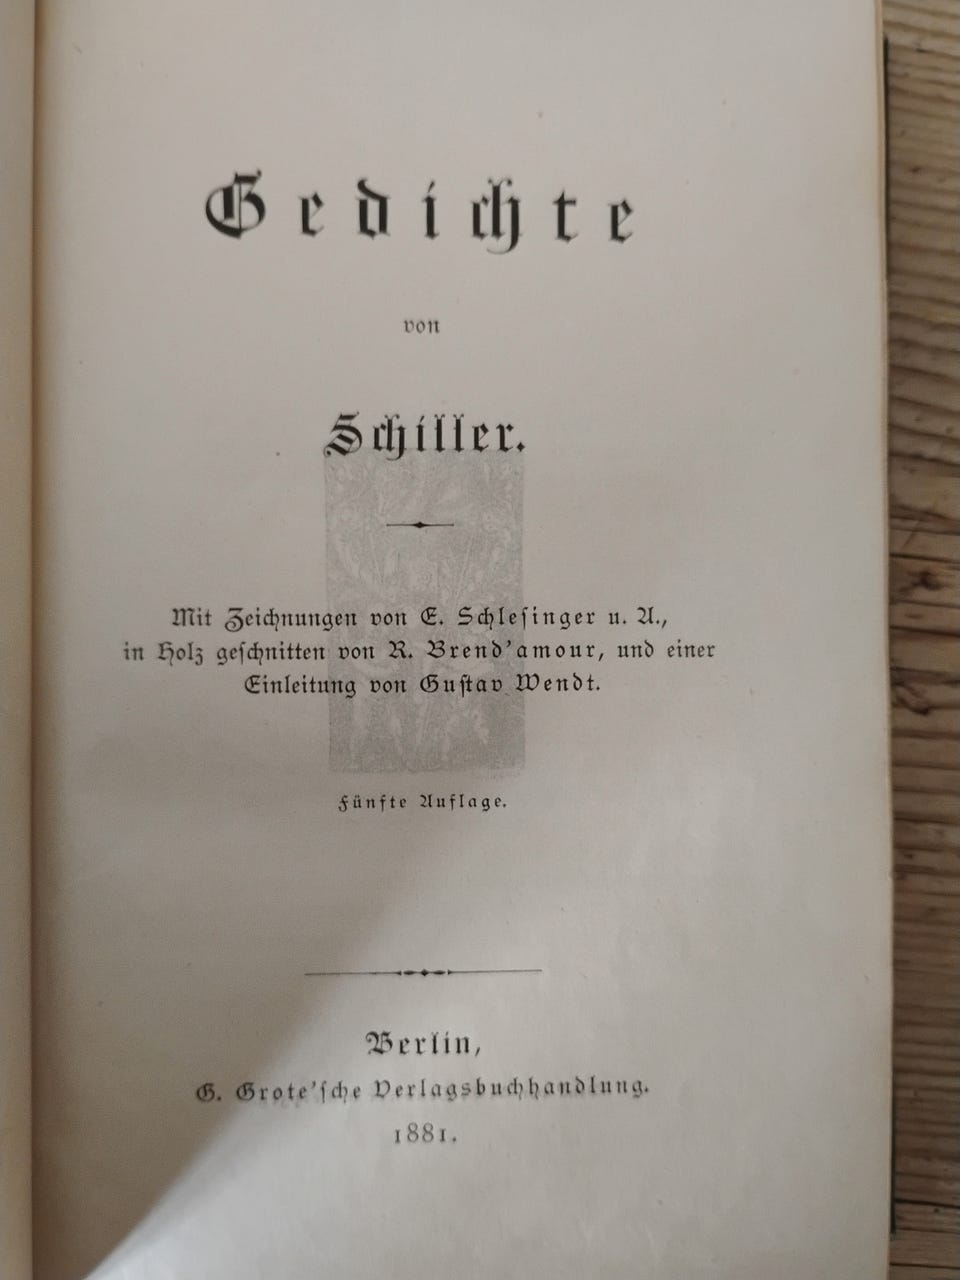 Gedichte
von
Schiller.
Mit Zeichnungen von E. Schleſinger u. A.,
in Holz geſchnitten von R. Brend'amour, und einer
Einleitung von Guſtav Wendt.
Fünfte Auflage.
Berlin,
G. Grote'ſche Verlagsbuchhandlung.
1881.